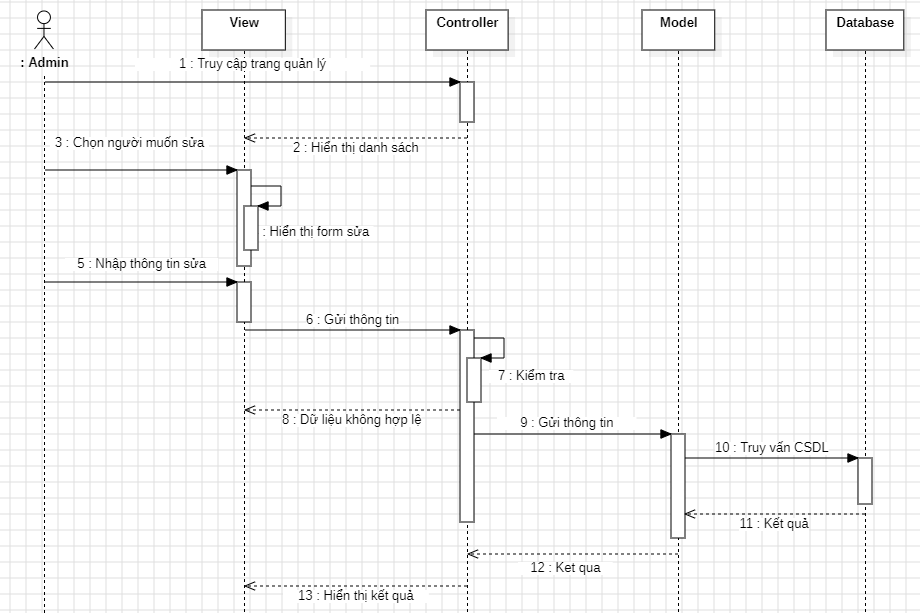 View
Controller
Model
Database
: Admin
1 : Truy cập trang quản lý
3 : Chọn người muốn sửa
2 : Hiển thị danh sách
: Hiển thị form sửa
5 : Nhập thông tin sửa
6 : Gửi thông tin
7 : Kiểm tra
8 : Dữ liệu không hợp lệ
9 : Gửi thông tin
10 : Truy vấn CSDL
11 : Kết quả
12 : Ket qua
13 : Hiển thị kết quả